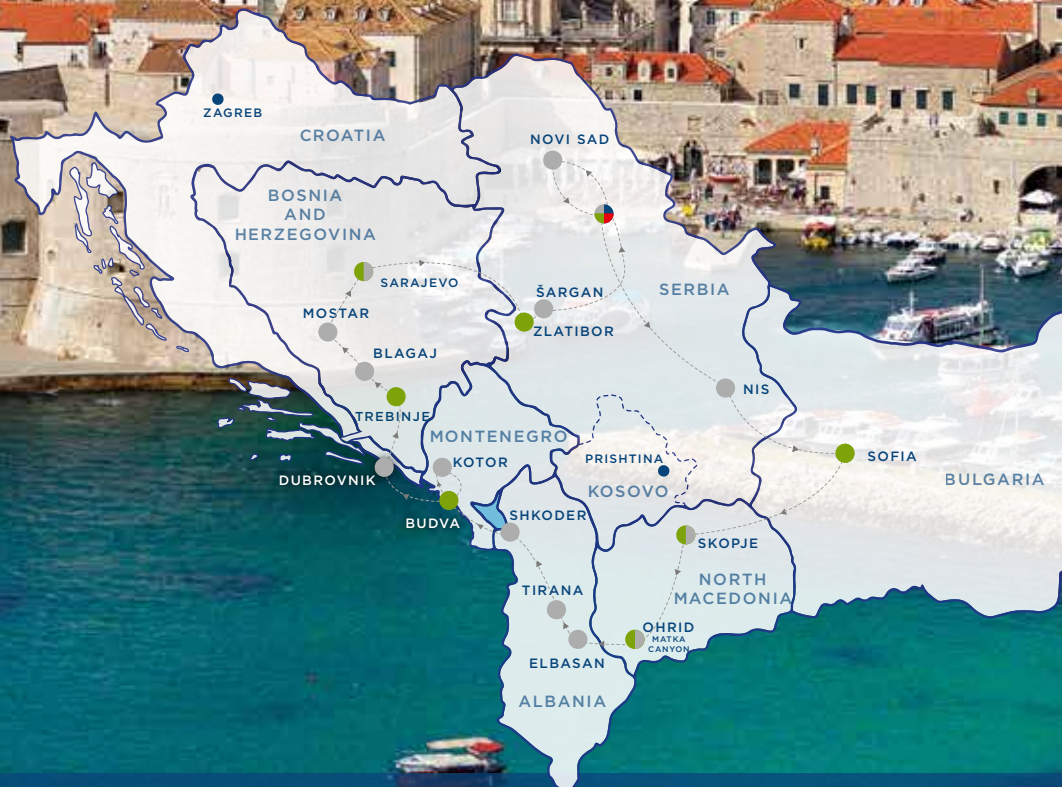 ZAGREB
CROATIA
NOVI SAD
BOSNIA
AND
HERZEGOVINA
SARAJEVO
ŠARGAN
SERBIA
MOSTAR
ZLATIBOR
BLAGAJ
NIS
TREBINJE
MONTENEGRO
KOTOR
PRISHTINA
SOFIA
DUBROVNIK
KOSOVO
BULGARIA
BUDVA
SHKODER
SKOPJE
NORTH
MACEDONIA
TIRANA
OHRID
MATKA
CANYON
ELBASAN
ALBANIA